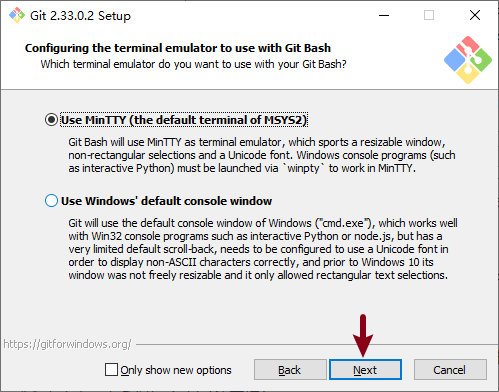 Git 2.33.0.2 Setup
Configuring the terminal emulator to use with Git Bash
Which terminal emulator do you want to use with your Git Bash?
Use MinTTY (the default terminal of MSYS2)
Git Bash will use MinTTY as terminal emulator, which sports a resizable window,
non-rectangular selections and a Unicode font. Windows console programs (such
as interactive Python) must be launched via `winpty` to work in MinTTY.
Use Windows' default console window
Git will use the default console window of Windows ("cmd.exe"), which works well
with Win32 console programs such as interactive Python or node.js, but has a
very limited default scroll-back, needs to be configured to use a Unicode font in
order to display non-ASCII characters correctly, and prior to Windows 10 its
window was not freely resizable and it only allowed rectangular text selections.
https://gitforwindows.org/
Only show new options
Back
Next
Cancel